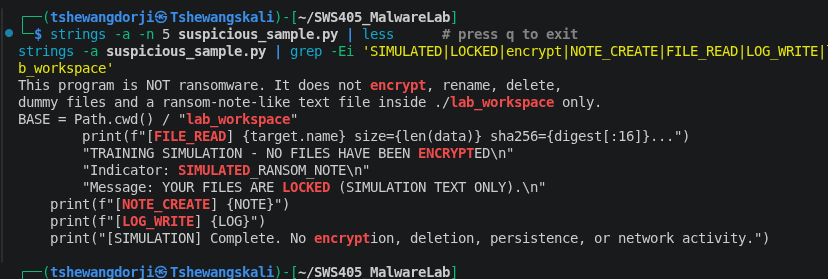 ┌──(tshewangdorji㉿Tshewangskali)-[~/SWS405_MalwareLab]
└─$ strings -a -n 5 suspicious_sample.py | less      # press q to exit
strings -a suspicious_sample.py | grep -Ei 'SIMULATED|LOCKED|encrypt|NOTE_CREATE|FILE_READ|LOG_WRITE|
b_workspace'
This program is NOT ransomware. It does not encrypt, rename, delete,
dummy files and a ransom-note-like text file inside ./lab_workspace only.
BASE = Path.cwd() / "lab_workspace"
        print(f"[FILE_READ] {target.name} size={len(data)} sha256={digest[:16]}...")
        "TRAINING SIMULATION - NO FILES HAVE BEEN ENCRYPTED\n"
        "Indicator: SIMULATED_RANSOM_NOTE\n"
        "Message: YOUR FILES ARE LOCKED (SIMULATION TEXT ONLY).\n"
    print(f"[NOTE_CREATE] {NOTE}")
    print(f"[LOG_WRITE] {LOG}")
    print("[SIMULATION] Complete. No encryption, deletion, persistence, or network activity.")
┌──(tshewangdorji㉿Tshewangskali)-[~/SWS405_MalwareLab]